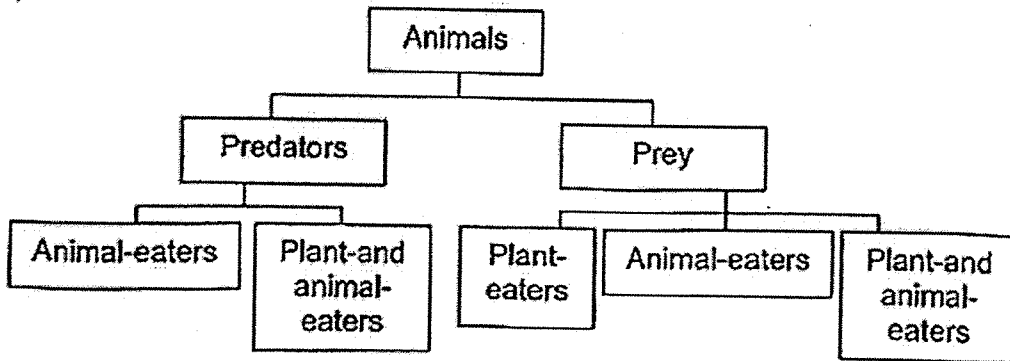 Animals
Predators
Prey
Animal-eaters
Plant-and
animal-
eaters
Plant-
eaters
Animal-eaters
Plant-and
animal-
eaters